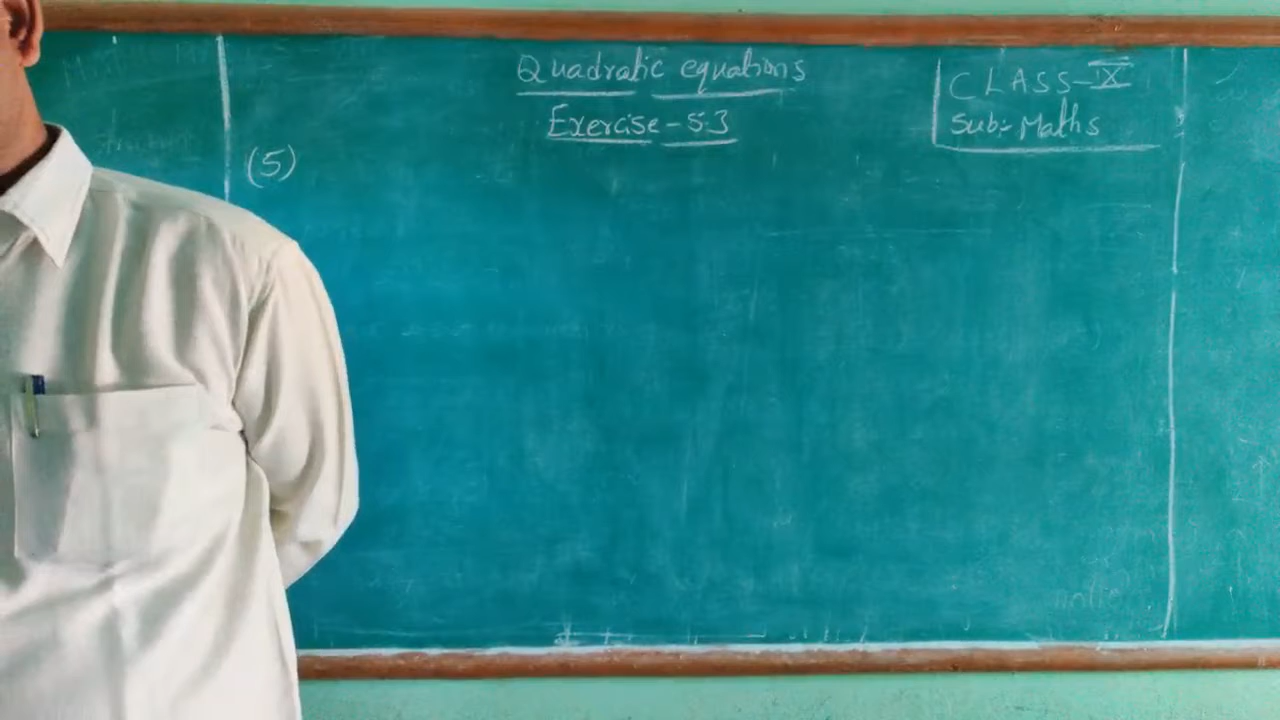 Quadratic equations
Exercise-5.3
CLASS-IX
Sub:- Maths
(5)